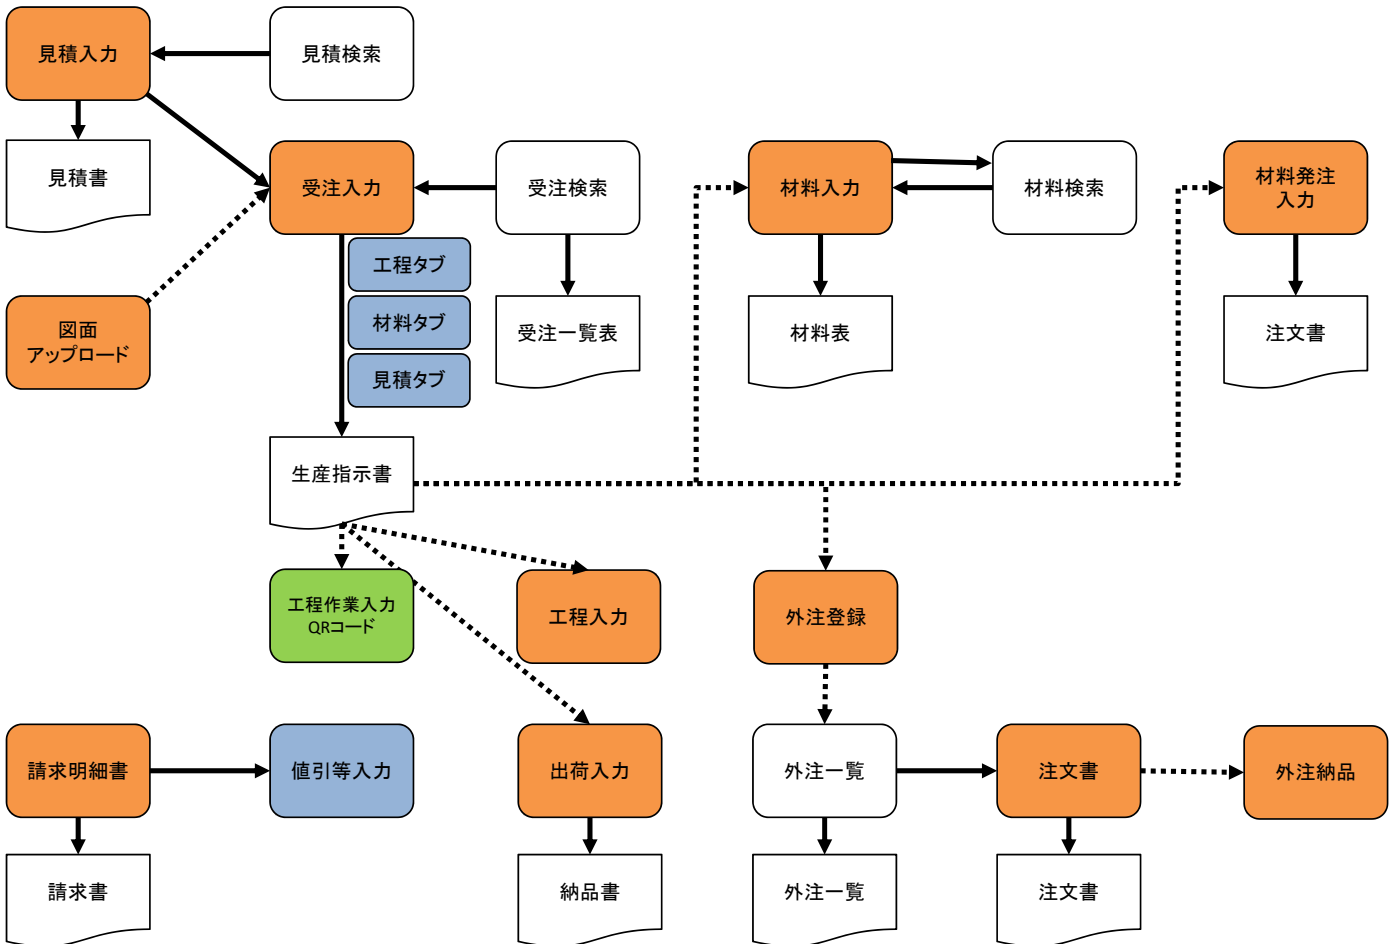 見積入力
見積検索
見積書
受注入力
受注検索
材料入力
材料検索
材料発注
入力
工程タブ
材料タブ
見積タブ
図面
アップロード
受注一覧表
材料表
注文書
生産指示書
工程作業入力
QRコード
工程入力
外注登録
請求明細書
値引等入力
出荷入力
外注一覧
注文書
外注納品
請求書
納品書
外注一覧
注文書